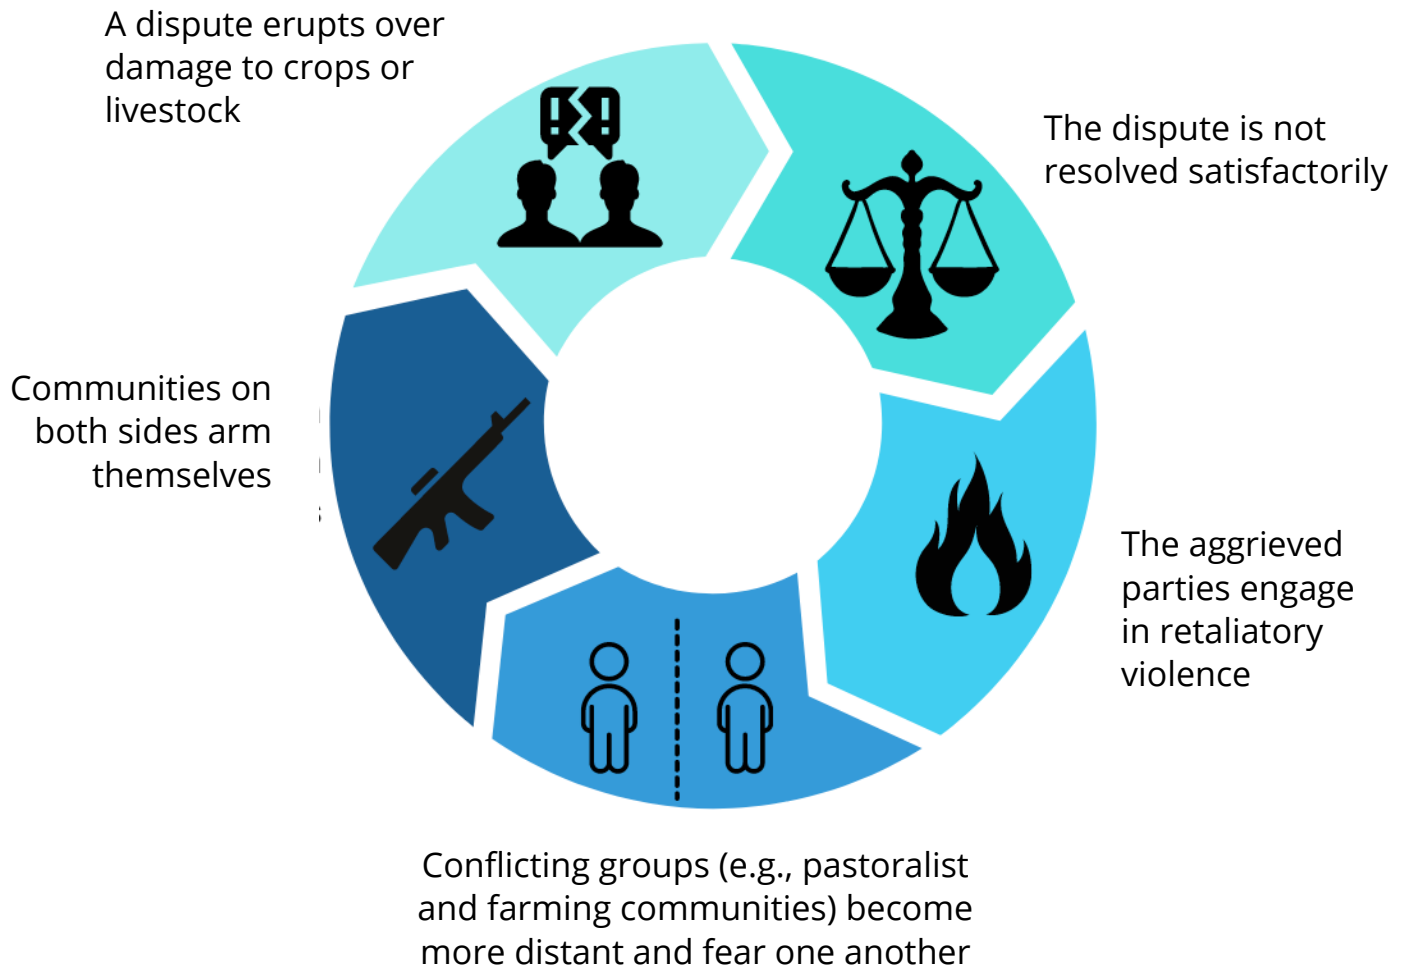 A dispute erupts over
damage to crops or
livestock
The dispute is not
resolved satisfactorily
The aggrieved
parties engage
in retaliatory
violence
Conflicting groups (e.g., pastoralist
and farming communities) become
more distant and fear one another
Communities on
both sides arm
themselves